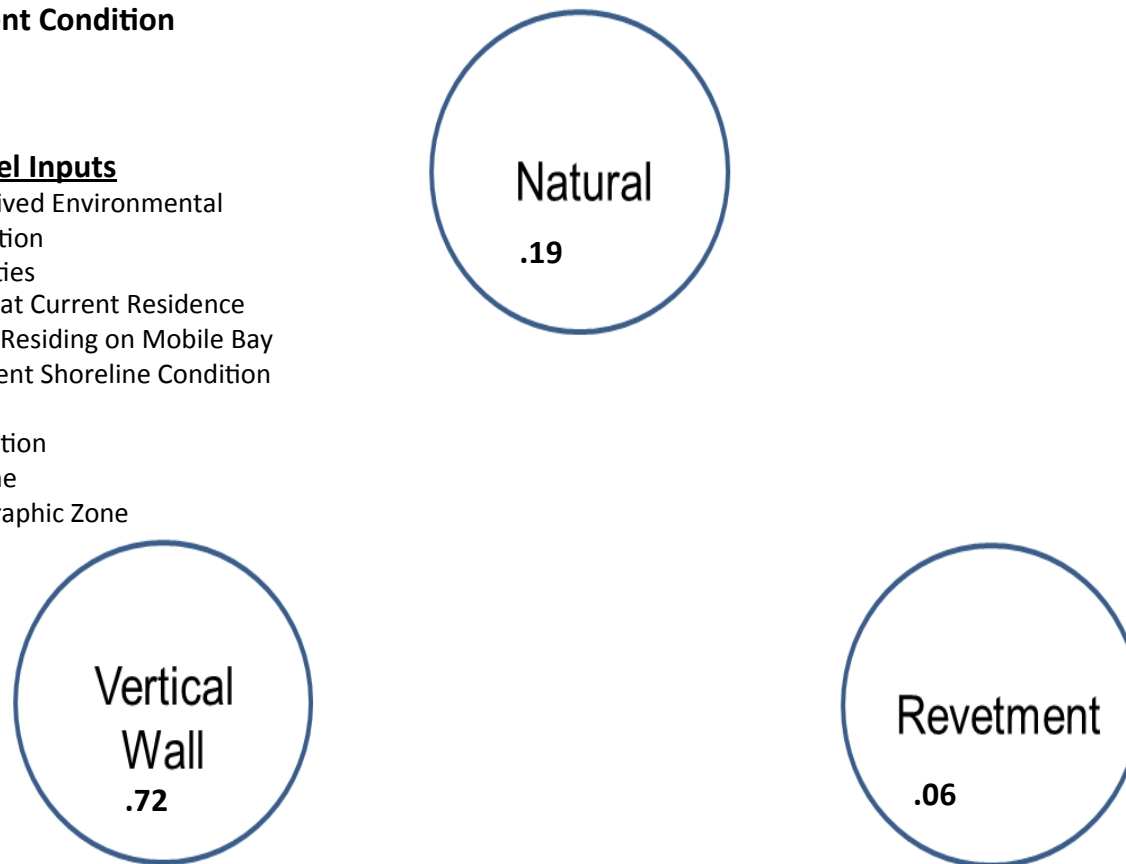 ent Condition
el Inputs
ived Environmental
tion
ties
at Current Residence
Residing on Mobile Bay
ent Shoreline Condition
tion
ne
raphic Zone
Natural
.19
Vertical
Wall
.72
Revetment
.06